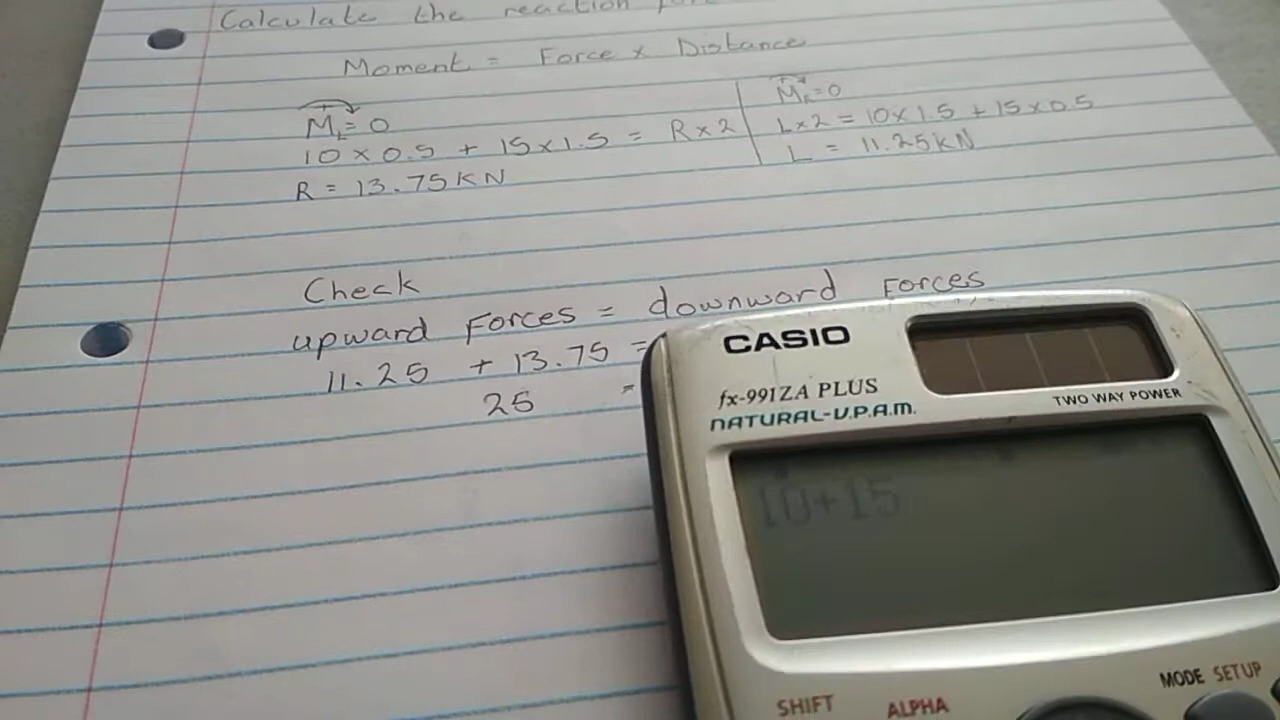 Calculate the reaction
Moment = Force x Distance
M_L = 0
10 x 0.5 + 15 x 1.5 = R x 2
R = 13.75 KN
M_R = 0
L x 2 = 10 x 1.5 + 15 x 0.5
L = 11.25 KN
Check
upward Forces = downward Forces
11.25 + 13.75 =
25 =
CASIO
fx-991ZA PLUS
NATURAL-V.P.A.M.
TWO WAY POWER
10+15
MODE SETUP
SHIFT ALPHA